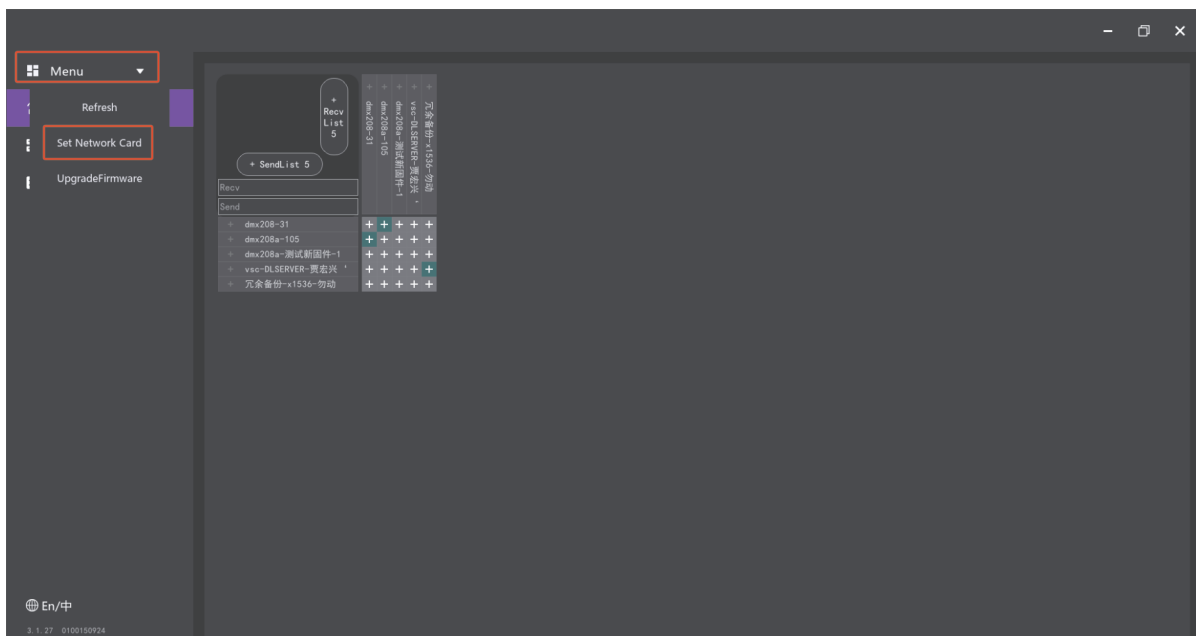 Menu
Refresh
Set Network Card
UpgradeFirmware
En/中
3.1.27 0100150924
+
Recv
List
5
+ SendList 5
Recv
Send
+ + + + +
dmx208-31
dmx208a-105
dmx208a-测试新固件-1
vsc-DLSERVER-贾宏兴 '
冗余备份-x1536-勿动
+ dmx208-31 + + + + +
+ dmx208a-105 + + + + +
+ dmx208a-测试新固件-1 + + + + +
+ vsc-DLSERVER-贾宏兴 ' + + + + +
+ 冗余备份-x1536-勿动 + + + + +